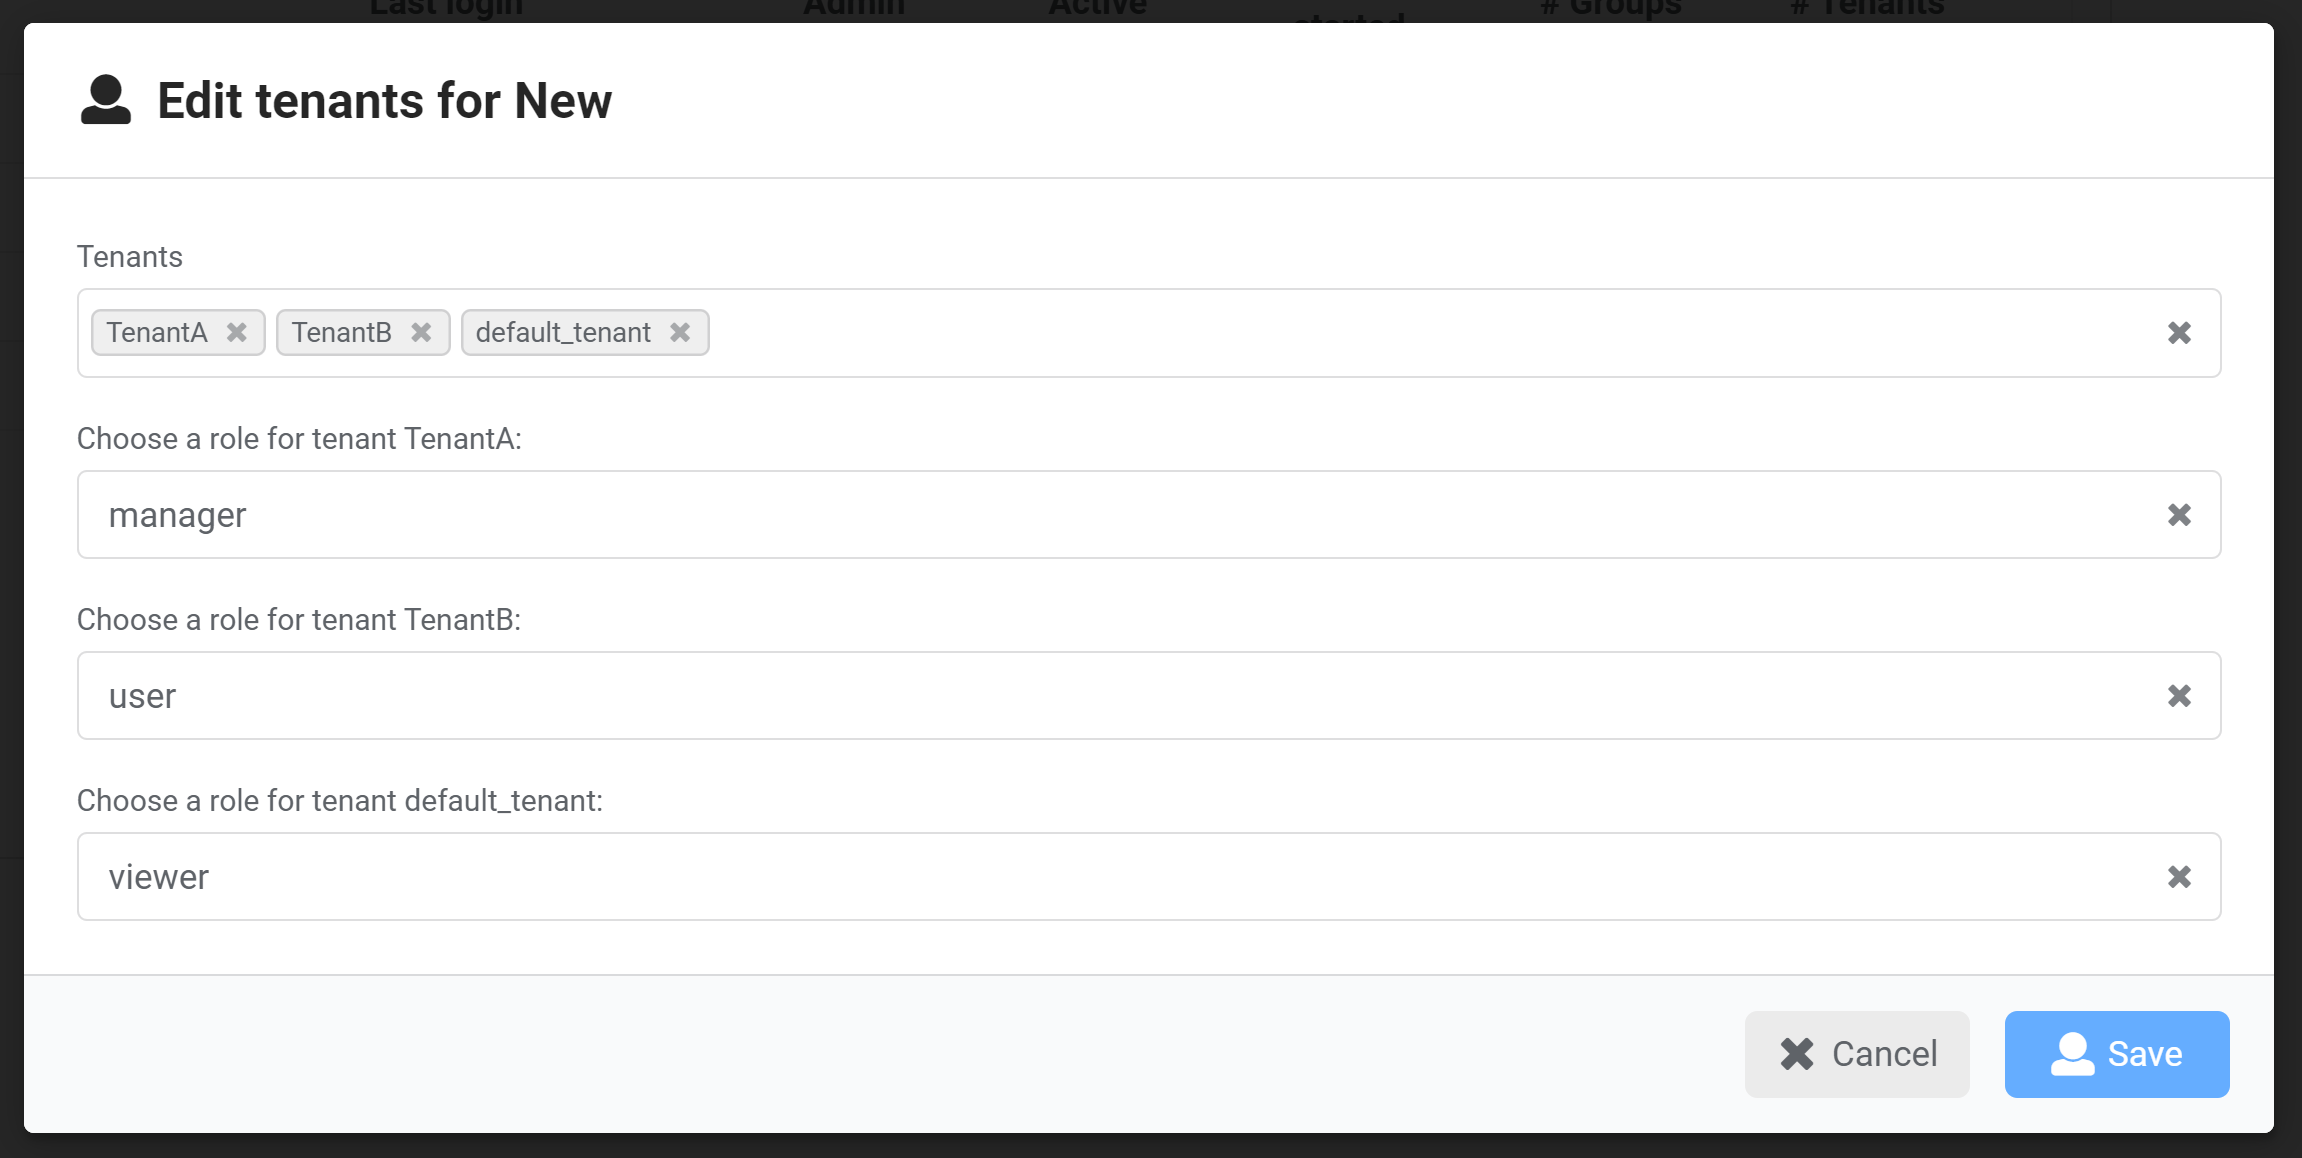 Last login Admin Active started # Groups # Tenants
Edit tenants for New
Tenants
TenantA TenantB default_tenant
Choose a role for tenant TenantA:
manager
Choose a role for tenant TenantB:
user
Choose a role for tenant default_tenant:
viewer
Cancel Save